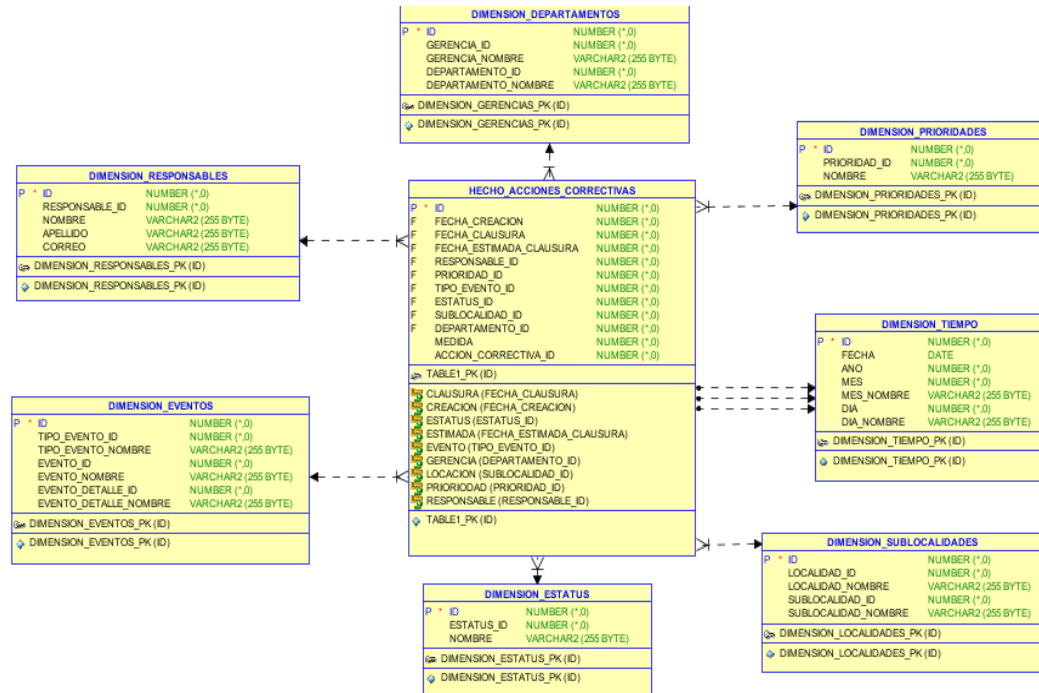 DIMENSION_DEPARTAMENTOS
P * ID NUMBER (*,0)
GERENCIA_ID NUMBER (*,0)
GERENCIA_NOMBRE VARCHAR2 (255 BYTE)
DEPARTAMENTO_ID NUMBER (*,0)
DEPARTAMENTO_NOMBRE VARCHAR2 (255 BYTE)
DIMENSION_GERENCIAS_PK (ID)
DIMENSION_GERENCIAS_PK (ID)
DIMENSION_PRIORIDADES
P * ID NUMBER (*,0)
PRIORIDAD_ID NUMBER (*,0)
NOMBRE VARCHAR2 (255 BYTE)
DIMENSION_PRIORIDADES_PK (ID)
DIMENSION_PRIORIDADES_PK (ID)
DIMENSION_RESPONSABLES
P * ID NUMBER (*,0)
RESPONSABLE_ID NUMBER (*,0)
NOMBRE VARCHAR2 (255 BYTE)
APELLIDO VARCHAR2 (255 BYTE)
CORREO VARCHAR2 (255 BYTE)
DIMENSION_RESPONSABLES_PK (ID)
DIMENSION_RESPONSABLES_PK (ID)
HECHO_ACCIONES_CORRECTIVAS
P * ID NUMBER (*,0)
F FECHA_CREACION NUMBER (*,0)
F FECHA_CLAUSURA NUMBER (*,0)
F FECHA_ESTIMADA_CLAUSURA NUMBER (*,0)
F RESPONSABLE_ID NUMBER (*,0)
F PRIORIDAD_ID NUMBER (*,0)
F TIPO_EVENTO_ID NUMBER (*,0)
F ESTATUS_ID NUMBER (*,0)
F SUBLOCALIDAD_ID NUMBER (*,0)
F DEPARTAMENTO_ID NUMBER (*,0)
MEDIDA NUMBER (*,0)
ACCION_CORRECTIVA_ID NUMBER (*,0)
TABLE1_PK (ID)
CLAUSURA (FECHA_CLAUSURA)
CREACION (FECHA_CREACION)
ESTATUS (ESTATUS_ID)
ESTIMADA (FECHA_ESTIMADA_CLAUSURA)
EVENTO (TIPO_EVENTO_ID)
GERENCIA (DEPARTAMENTO_ID)
LOCACION (SUBLOCALIDAD_ID)
PRIORIOAD (PRIORIDAD_ID)
RESPONSABLE (RESPONSABLE_ID)
TABLE1_PK (ID)
DIMENSION_TIEMPO
P * ID NUMBER (*,0)
FECHA DATE
ANO NUMBER (*,0)
MES NUMBER (*,0)
MES_NOMBRE VARCHAR2 (255 BYTE)
DIA NUMBER (*,0)
DIA_NOMBRE VARCHAR2 (255 BYTE)
DIMENSION_TIEMPO_PK (ID)
DIMENSION_TIEMPO_PK (ID)
DIMENSION_EVENTOS
P * ID NUMBER (*,0)
TIPO_EVENTO_ID NUMBER (*,0)
TIPO_EVENTO_NOMBRE VARCHAR2 (255 BYTE)
EVENTO_ID NUMBER (*,0)
EVENTO_NOMBRE VARCHAR2 (255 BYTE)
EVENTO_DETALLE_ID NUMBER (*,0)
EVENTO_DETALLE_NOMBRE VARCHAR2 (255 BYTE)
DIMENSION_EVENTOS_PK (ID)
DIMENSION_EVENTOS_PK (ID)
DIMENSION_SUBLOCALIDADES
P * ID NUMBER (*,0)
LOCALIDAD_ID NUMBER (*,0)
LOCALIDAD_NOMBRE VARCHAR2 (255 BYTE)
SUBLOCALIDAD_ID NUMBER (*,0)
SUBLOCALIDAD_NOMBRE VARCHAR2 (255 BYTE)
DIMENSION_LOCALIDADES_PK (ID)
DIMENSION_LOCALIDADES_PK (ID)
DIMENSION_ESTATUS
P * ID NUMBER (*,0)
ESTATUS_ID NUMBER (*,0)
NOMBRE VARCHAR2 (255 BYTE)
DIMENSION_ESTATUS_PK (ID)
DIMENSION_ESTATUS_PK (ID)